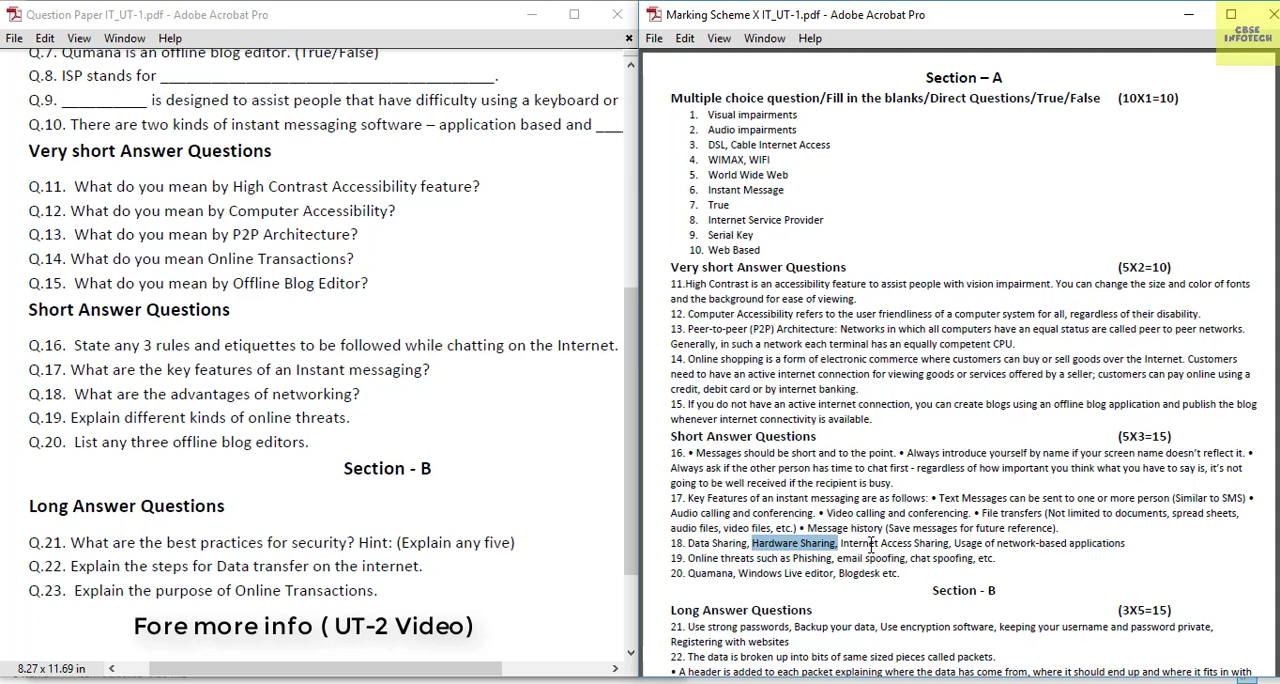 Question Paper IT_UT-1.pdf - Adobe Acrobat Pro
File Edit View Window Help
Q.7. Qumana is an offline blog editor. (True/False)
Q.8. ISP stands for ________________________________________.
Q.9. __________ is designed to assist people that have difficulty using a keyboard or
Q.10. There are two kinds of instant messaging software – application based and ___
Very short Answer Questions
Q.11. What do you mean by High Contrast Accessibility feature?
Q.12. What do you mean by Computer Accessibility?
Q.13. What do you mean by P2P Architecture?
Q.14. What do you mean Online Transactions?
Q.15. What do you mean by Offline Blog Editor?
Short Answer Questions
Q.16. State any 3 rules and etiquettes to be followed while chatting on the Internet.
Q.17. What are the key features of an Instant messaging?
Q.18. What are the advantages of networking?
Q.19. Explain different kinds of online threats.
Q.20. List any three offline blog editors.
Section - B
Long Answer Questions
Q.21. What are the best practices for security? Hint: (Explain any five)
Q.22. Explain the steps for Data transfer on the internet.
Q.23. Explain the purpose of Online Transactions.
Fore more info ( UT-2 Video)
8.27 x 11.69 in
Marking Scheme X IT_UT-1.pdf - Adobe Acrobat Pro
CBSE
INFOTECH
File Edit View Window Help
Section – A
Multiple choice question/Fill in the blanks/Direct Questions/True/False (10X1=10)
1. Visual impairments
2. Audio impairments
3. DSL, Cable Internet Access
4. WIMAX, WIFI
5. World Wide Web
6. Instant Message
7. True
8. Internet Service Provider
9. Serial Key
10. Web Based
Very short Answer Questions (5X2=10)
11.High Contrast is an accessibility feature to assist people with vision impairment. You can change the size and color of fonts
and the background for ease of viewing.
12. Computer Accessibility refers to the user friendliness of a computer system for all, regardless of their disability.
13. Peer-to-peer (P2P) Architecture: Networks in which all computers have an equal status are called peer to peer networks.
Generally, in such a network each terminal has an equally competent CPU.
14. Online shopping is a form of electronic commerce where customers can buy or sell goods over the Internet. Customers
need to have an active internet connection for viewing goods or services offered by a seller; customers can pay online using a
credit, debit card or by internet banking.
15. If you do not have an active internet connection, you can create blogs using an offline blog application and publish the blog
whenever internet connectivity is available.
Short Answer Questions (5X3=15)
16. • Messages should be short and to the point. • Always introduce yourself by name if your screen name doesn’t reflect it. •
Always ask if the other person has time to chat first - regardless of how important you think what you have to say is, it’s not
going to be well received if the recipient is busy.
17. Key Features of an instant messaging are as follows: • Text Messages can be sent to one or more person (Similar to SMS) •
Audio calling and conferencing. • Video calling and conferencing. • File transfers (Not limited to documents, spread sheets,
audio files, video files, etc.) • Message history (Save messages for future reference).
18. Data Sharing, Hardware Sharing, Internet Access Sharing, Usage of network-based applications
19. Online threats such as Phishing, email spoofing, chat spoofing, etc.
20. Quamana, Windows Live editor, Blogdesk etc.
Section - B
Long Answer Questions (3X5=15)
21. Use strong passwords, Backup your data, Use encryption software, keeping your username and password private,
Registering with websites
22. The data is broken up into bits of same sized pieces called packets.
• A header is added to each packet explaining where the data has come from, where it should end up and where it fits in with